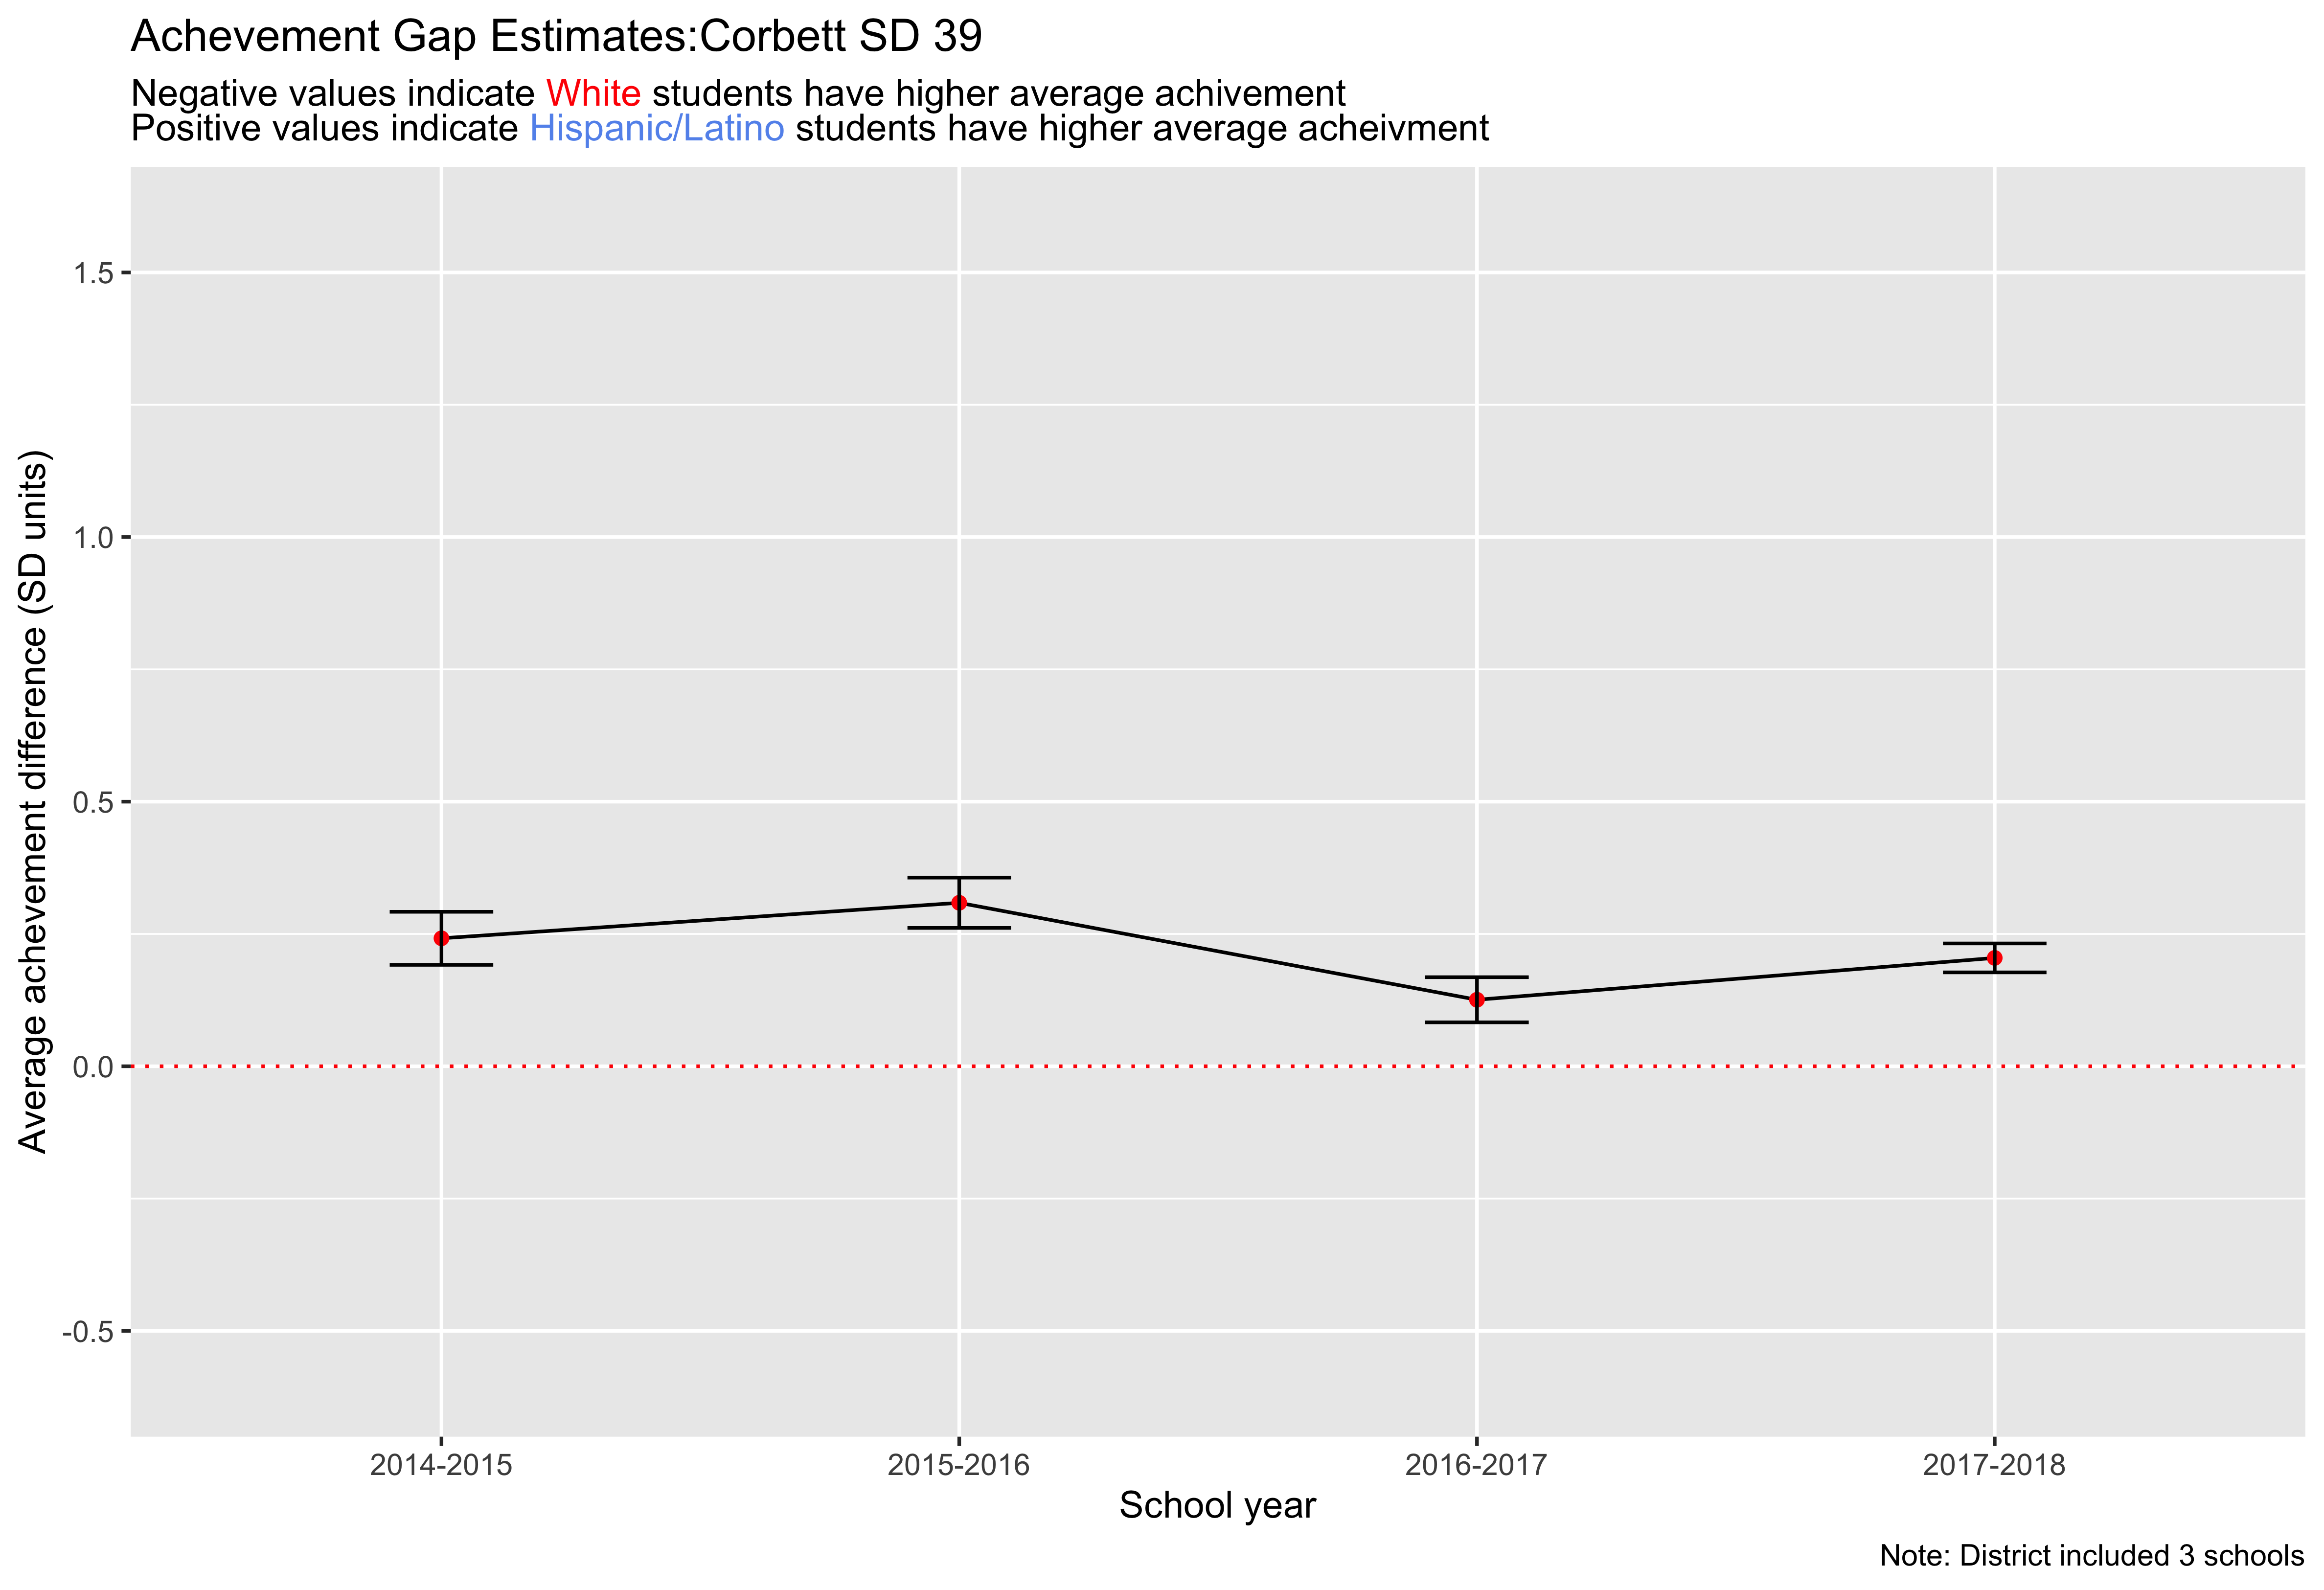 Achevement Gap Estimates:Corbett SD 39
Negative values indicate White students have higher average achivement
Positive values indicate Hispanic/Latino students have higher average acheivment
Average achevement difference (SD units)
1.5
1.0
0.5
0.0
-0.5
2014-2015
2015-2016
2016-2017
2017-2018
School year
Note: District included 3 schools